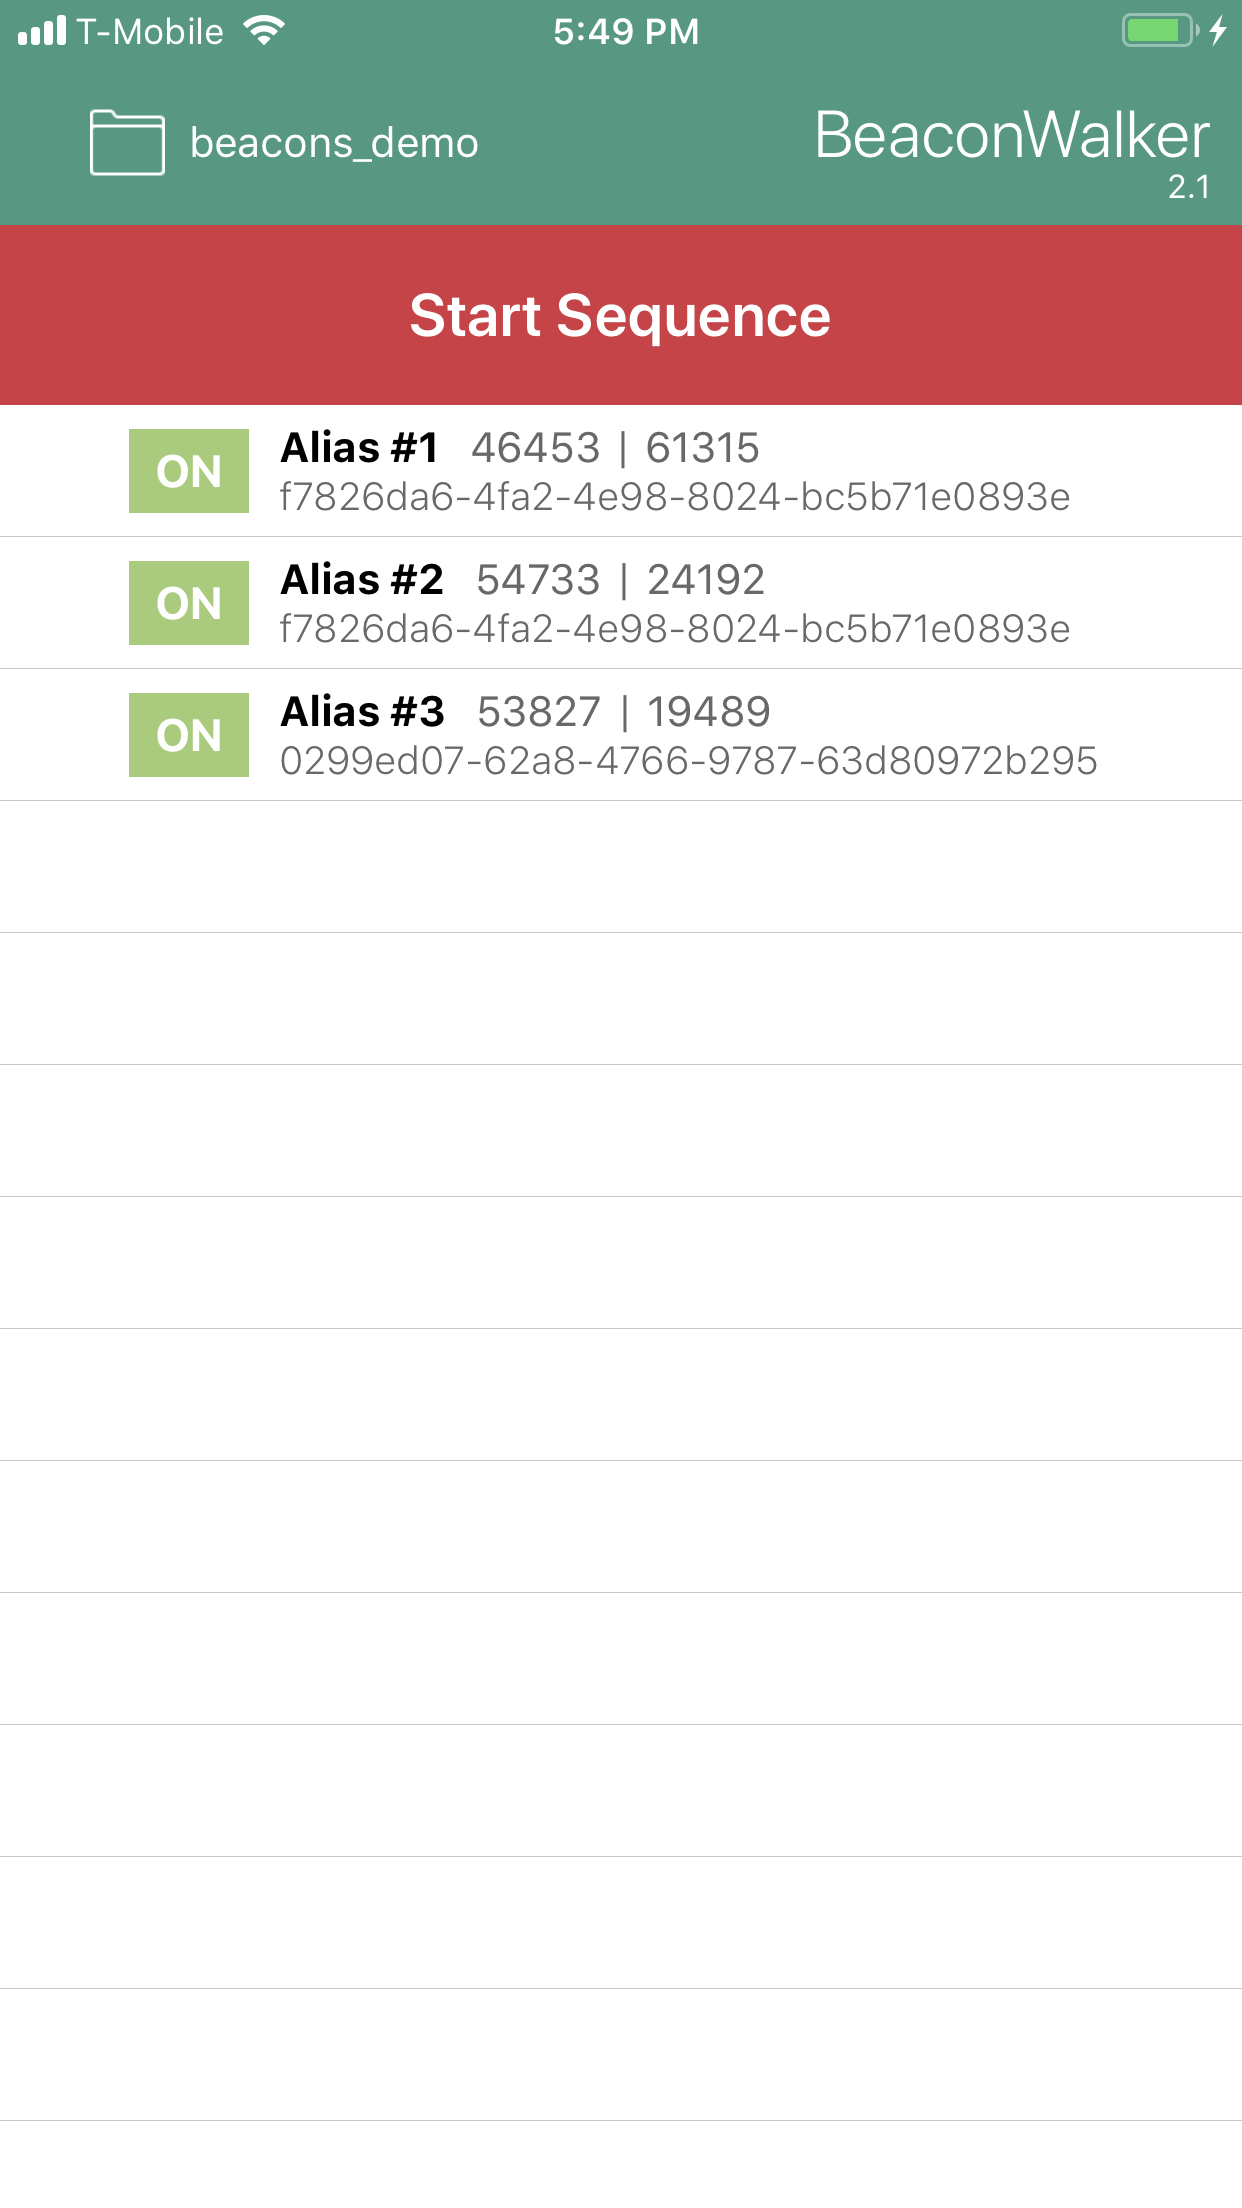 T-Mobile 5:49 PM
beacons_demo BeaconWalker
2.1
Start Sequence
ON Alias #1 46453 | 61315
f7826da6-4fa2-4e98-8024-bc5b71e0893e
ON Alias #2 54733 | 24192
f7826da6-4fa2-4e98-8024-bc5b71e0893e
ON Alias #3 53827 | 19489
0299ed07-62a8-4766-9787-63d80972b295